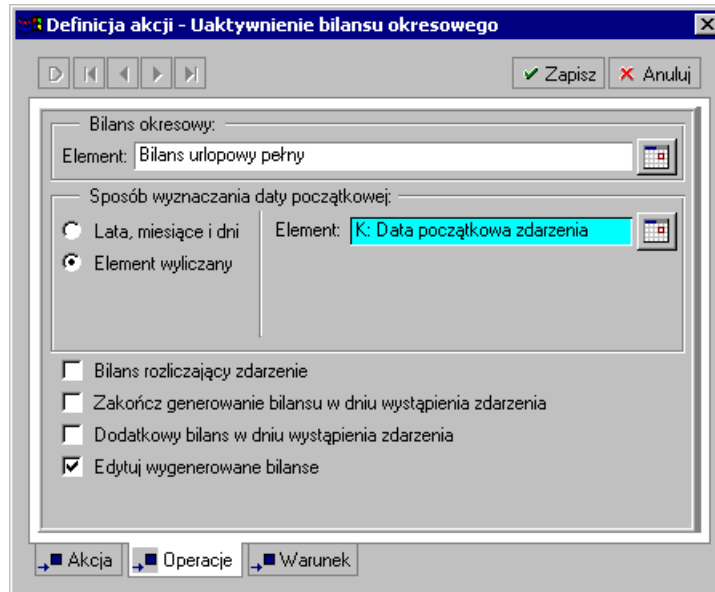 Definicja akcji - Uaktywnienie bilansu okresowego
Zapisz Anuluj
Bilans okresowy:
Element: Bilans urlopowy pełny
Sposób wyznaczania daty początkowej:
Lata, miesiące i dni Element: K: Data początkowa zdarzenia
Element wyliczany
Bilans rozliczający zdarzenie
Zakończ generowanie bilansu w dniu wystąpienia zdarzenia
Dodatkowy bilans w dniu wystąpienia zdarzenia
Edytuj wygenerowane bilanse
Akcja Operacje Warunek